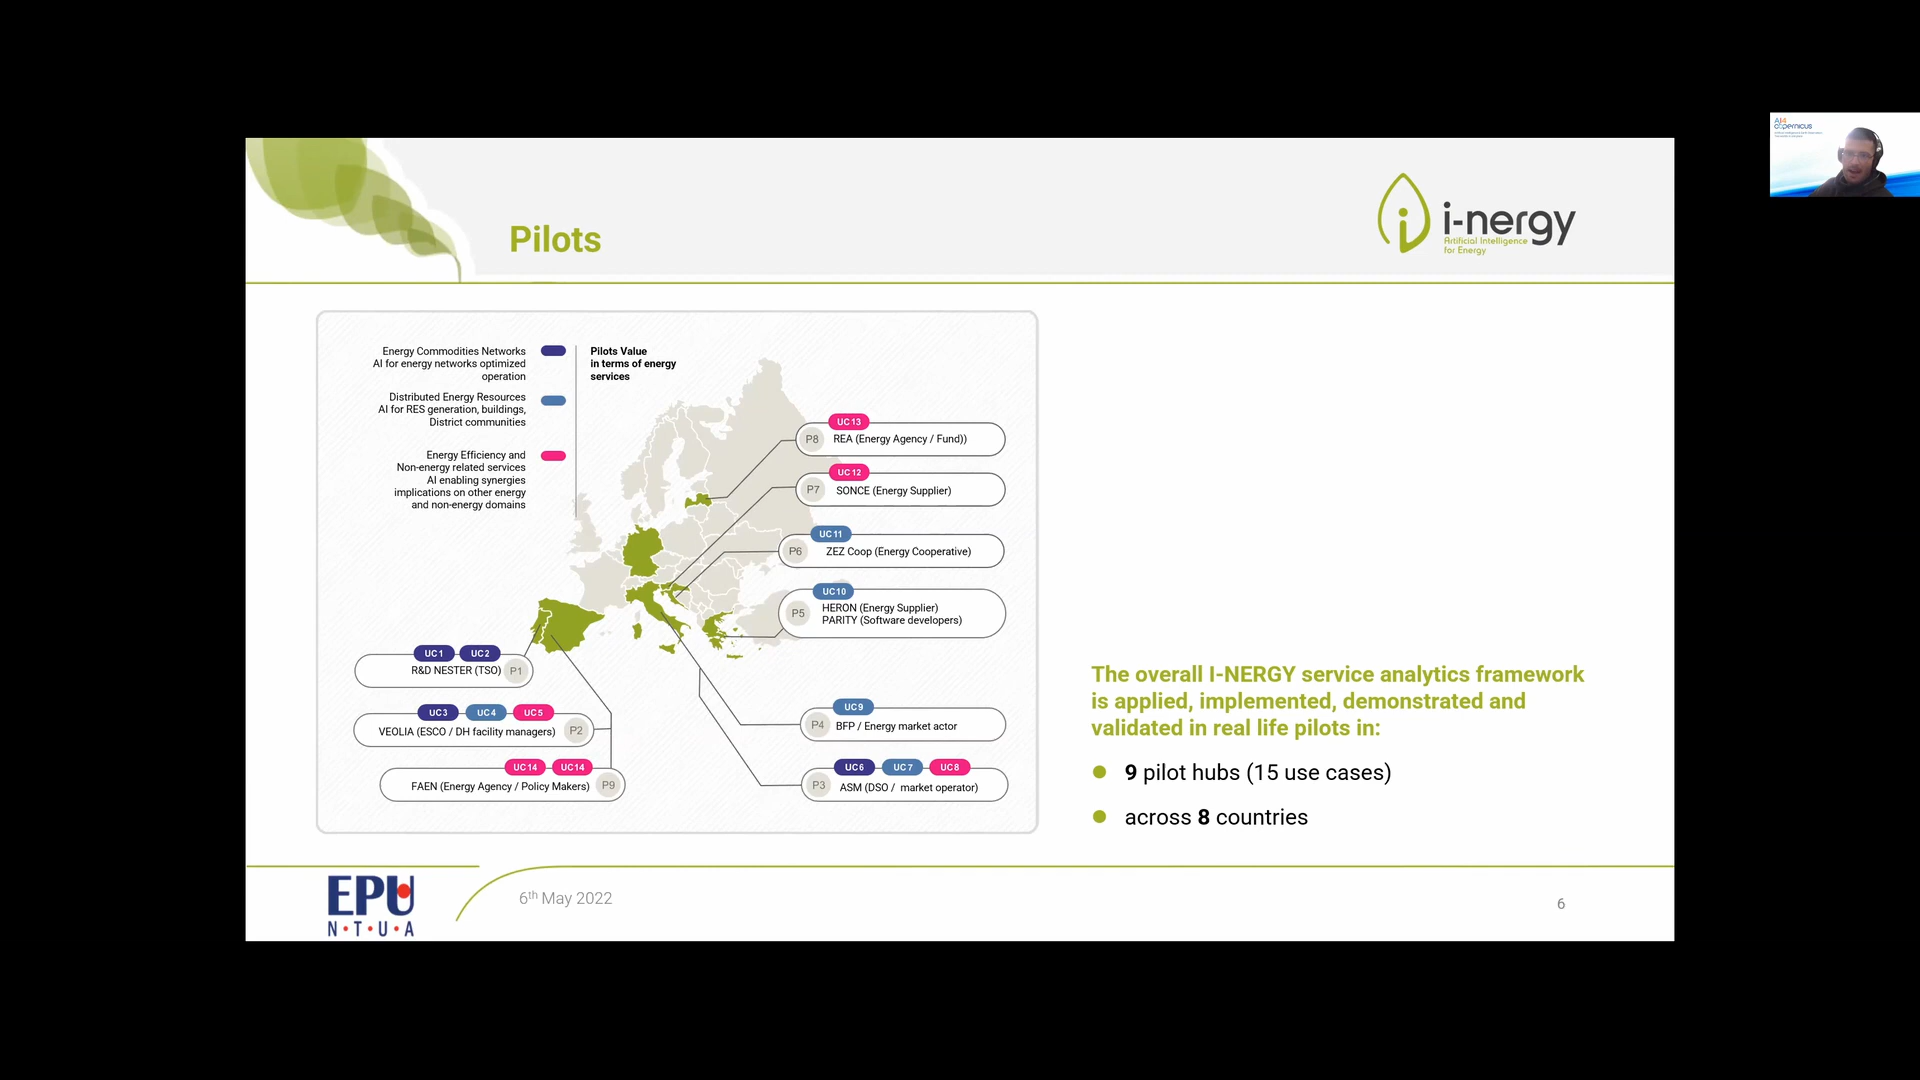 AI4
copernicus
Pilots
i-nergy
Artificial Intelligence
for Energy
Energy Commodities Networks
AI for energy networks optimized
operation
Distributed Energy Resources
AI for RES generation, buildings,
District communities
Energy Efficiency and
Non-energy related services
AI enabling synergies
implications on other energy
and non-energy domains
Pilots Value
in terms of energy
services
UC13
P8 REA (Energy Agency / Fund))
UC12
P7 SONCE (Energy Supplier)
UC11
P6 ZEZ Coop (Energy Cooperative)
UC10
P5 HERON (Energy Supplier)
PARITY (Software developers)
UC1 UC2
R&D NESTER (TSO) P1
UC3 UC4 UC5
VEOLIA (ESCO / DH facility managers) P2
UC14 UC14
FAEN (Energy Agency / Policy Makers) P9
UC9
P4 BFP / Energy market actor
UC6 UC7 UC8
P3 ASM (DSO / market operator)
The overall I-NERGY service analytics framework
is applied, implemented, demonstrated and
validated in real life pilots in:
9 pilot hubs (15 use cases)
across 8 countries
EPU
N·T·U·A
6th May 2022
6